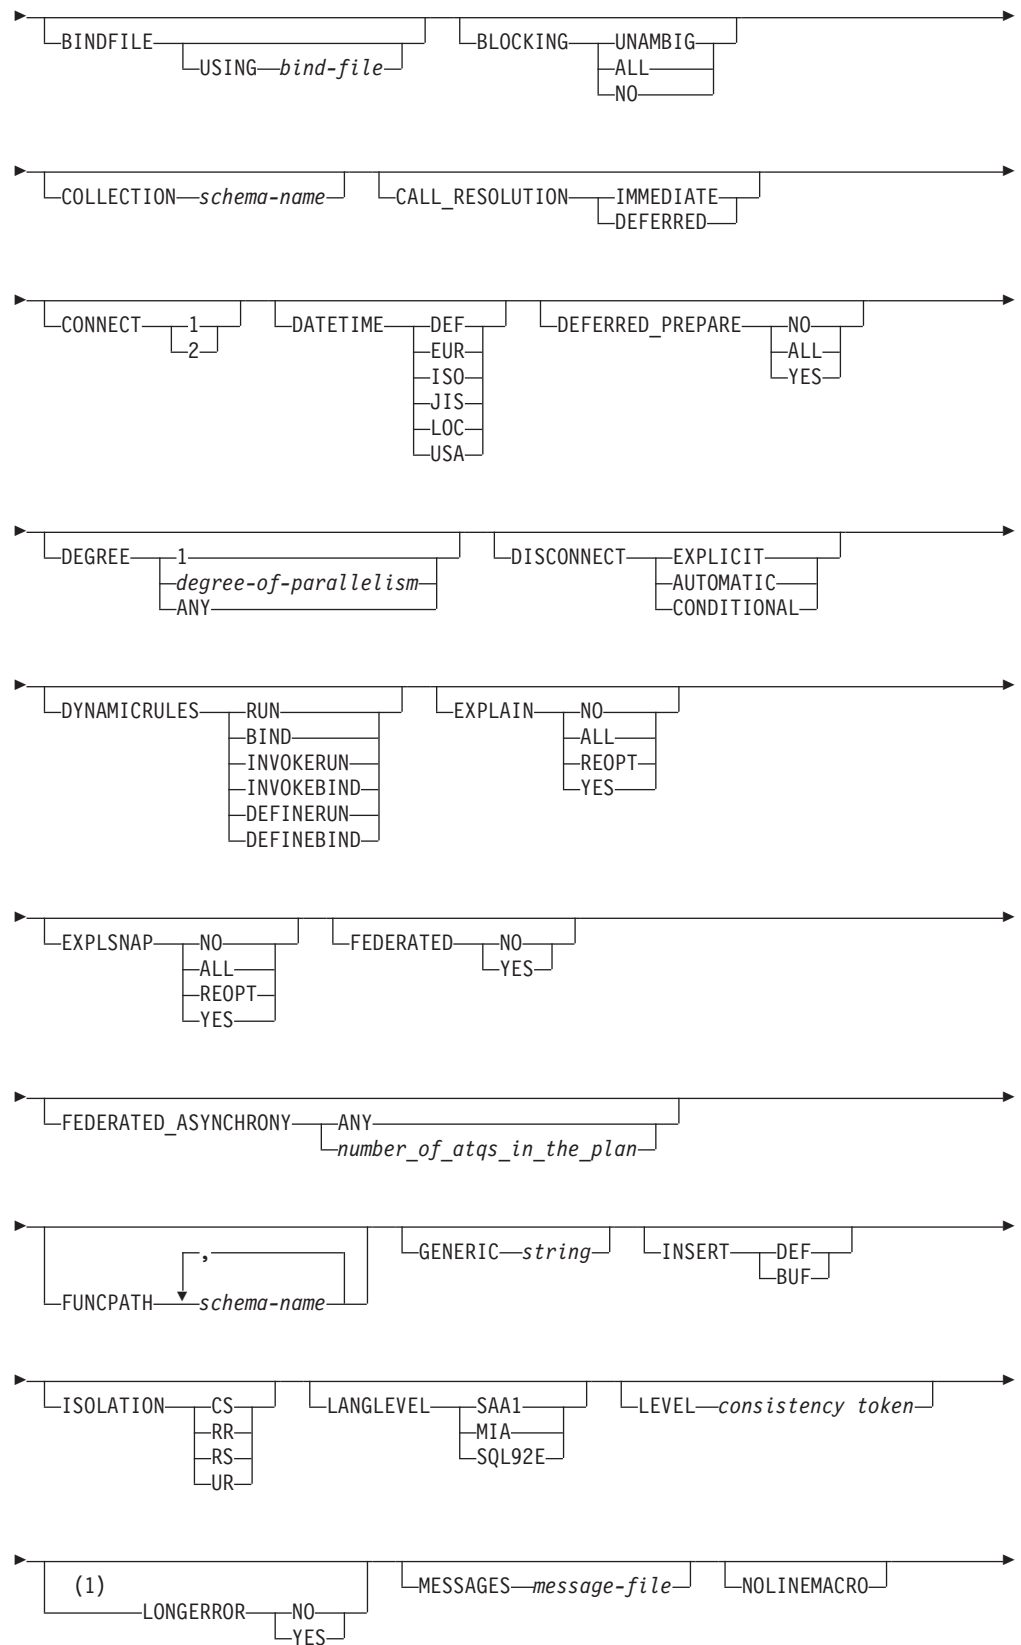 BINDFILE USING bind-file BLOCKING UNAMBIG
ALL
NO
COLLECTION schema-name CALL_RESOLUTION IMMEDIATE
DEFERRED
CONNECT 1 DATETIME DEF DEFERRED_PREPARE NO
2 EUR ALL
ISO YES
JIS
LOC
USA
DEGREE 1 DISCONNECT EXPLICIT
degree-of-parallelism AUTOMATIC
ANY CONDITIONAL
DYNAMICRULES RUN EXPLAIN NO
BIND ALL
INVOKERUN REOPT
INVOKEBIND YES
DEFINERUN
DEFINEBIND
EXPLSNAP NO FEDERATED NO
ALL YES
REOPT
YES
FEDERATED_ASYNCHRONY ANY
number_of_atqs_in_the_plan
,
FUNCPATH schema-name GENERIC string INSERT DEF
BUF
ISOLATION CS LANGLEVEL SAA1 LEVEL consistency token
RR MIA
RS SQL92E
UR
(1) MESSAGES message-file NOLINEMACRO
LONGERROR NO
YES